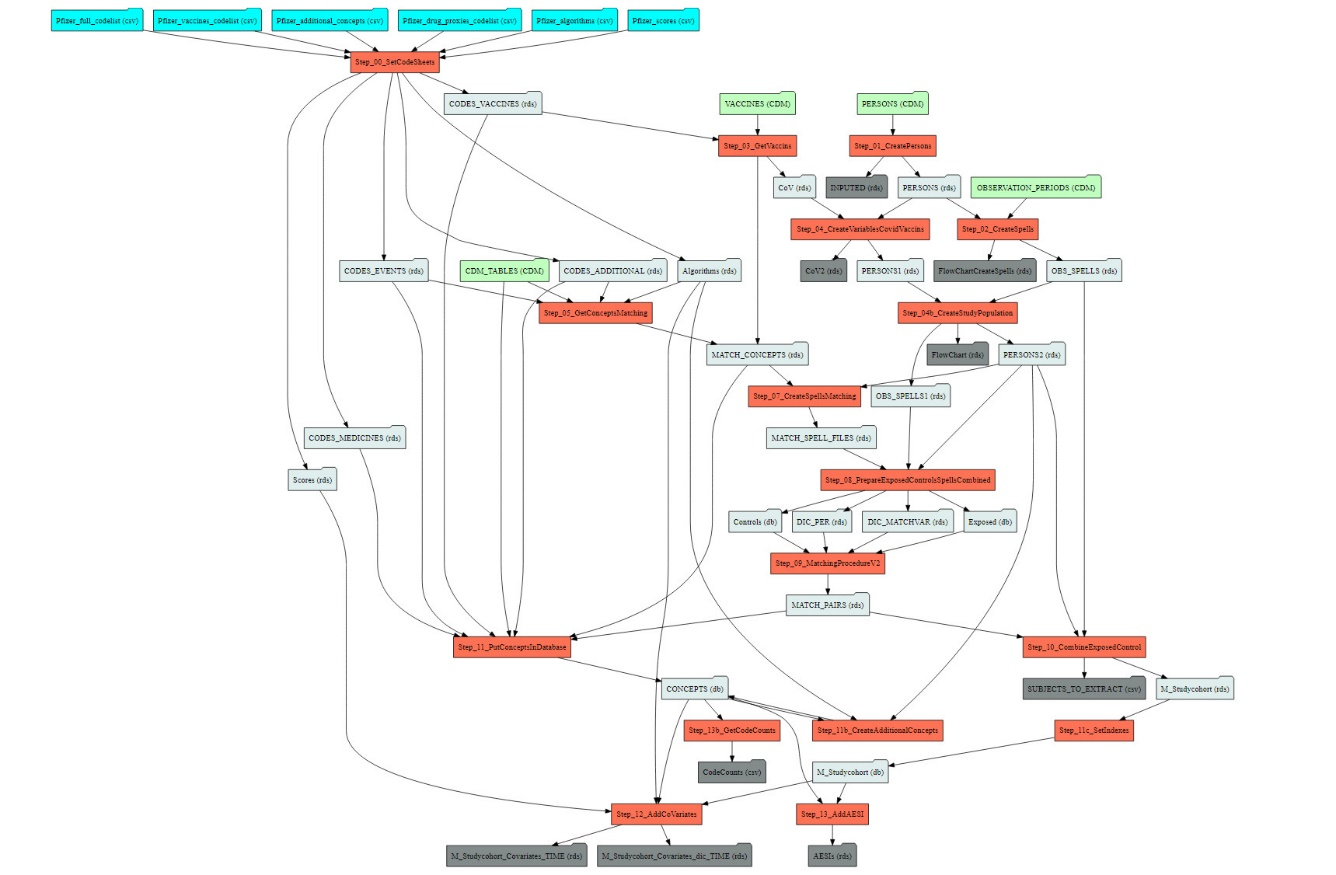 Pfizer_full_codelist (csv)
Pfizer_vaccines_codelist (csv)
Pfizer_additional_concepts (csv)
Pfizer_drug_proxies_codelist (csv)
Pfizer_algorithms (csv)
Pfizer_scores (csv)
Step_00_SetCodeSheets
CODES_VACCINES (rds)
VACCINES (CDM)
PERSONS (CDM)
Step_03_GetVaccins
Step_01_CreatePersons
CoV (rds)
INPUTED (rds)
PERSONS (rds)
OBSERVATION_PERIODS (CDM)
Step_04_CreateVariablesCovidVaccins
Step_02_CreateSpells
CODES_EVENTS (rds)
CDM_TABLES (CDM)
CODES_ADDITIONAL (rds)
Algorithms (rds)
CoV2 (rds)
PERSONS1 (rds)
FlowChartCreateSpells (rds)
OBS_SPELLS (rds)
Step_05_GetConceptsMatching
Step_04b_CreateStudyPopulation
MATCH_CONCEPTS (rds)
FlowChart (rds)
PERSONS2 (rds)
Step_07_CreateSpellsMatching
OBS_SPELLS1 (rds)
CODES_MEDICINES (rds)
MATCH_SPELL_FILES (rds)
Scores (rds)
Step_08_PrepareExposedControlsSpellsCombined
Controls (db)
DIC_PER (rds)
DIC_MATCHVAR (rds)
Exposed (db)
Step_09_MatchingProcedureV2
MATCH_PAIRS (rds)
Step_11_PutConceptsInDatabase
Step_10_CombineExposedControl
CONCEPTS (db)
SUBJECTS_TO_EXTRACT (csv)
M_Studycohort (rds)
Step_13b_GetCodeCounts
Step_11b_CreateAdditionalConcepts
Step_11c_SetIndexes
CodeCounts (csv)
M_Studycohort (db)
Step_12_AddCoVariates
Step_13_AddAESI
M_Studycohort_Covariates_TIME (rds)
M_Studycohort_Covariates_dic_TIME (rds)
AESIs (rds)